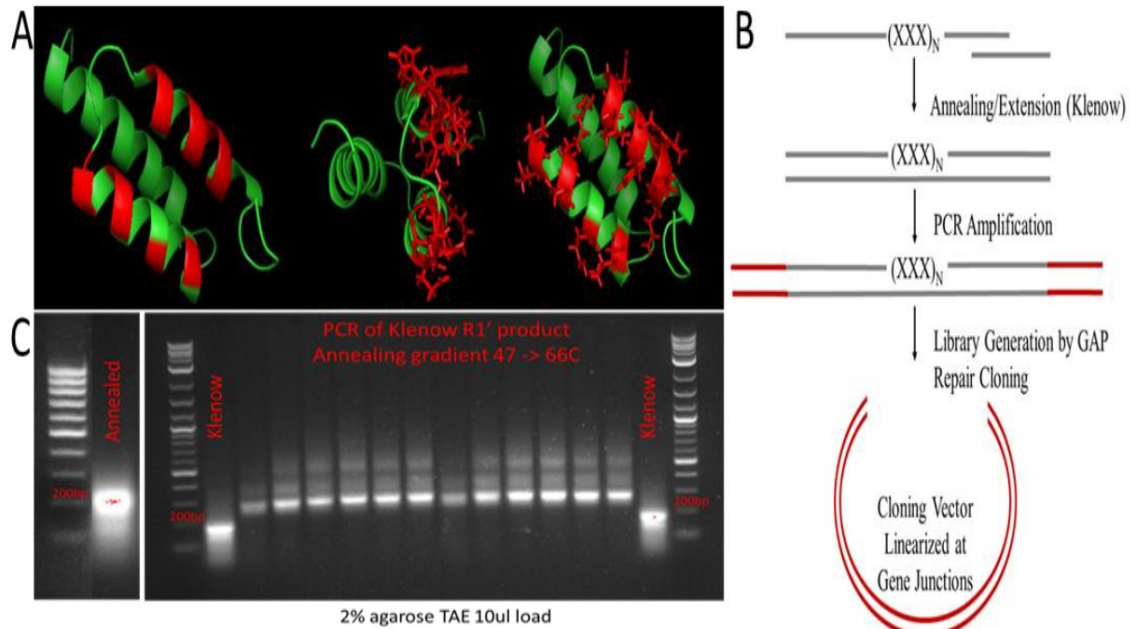 A
B
(XXX)N
Annealing/Extension (Klenow)
(XXX)N
PCR Amplification
(XXX)N
Library Generation by GAP
Repair Cloning
Cloning Vector
Linearized at
Gene Junctions
C
Annealed
200bp
PCR of Klenow R1' product
Annealing gradient 47 -> 66C
Klenow
200bp
Klenow
200bp
2% agarose TAE 10ul load